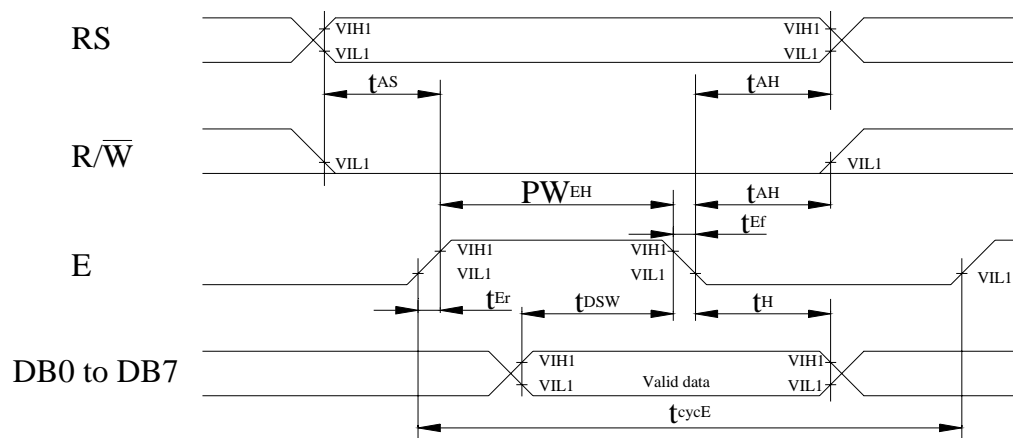 RS
VIH1
VIL1
VIH1
VIL1
tAS
tAH
R/W̅
VIL1
VIL1
PWEH
tAH
tEf
E
VIH1
VIL1
VIH1
VIL1
VIL1
tEr
tDSW
tH
DB0 to DB7
VIH1
VIL1
Valid data
VIH1
VIL1
tcycE